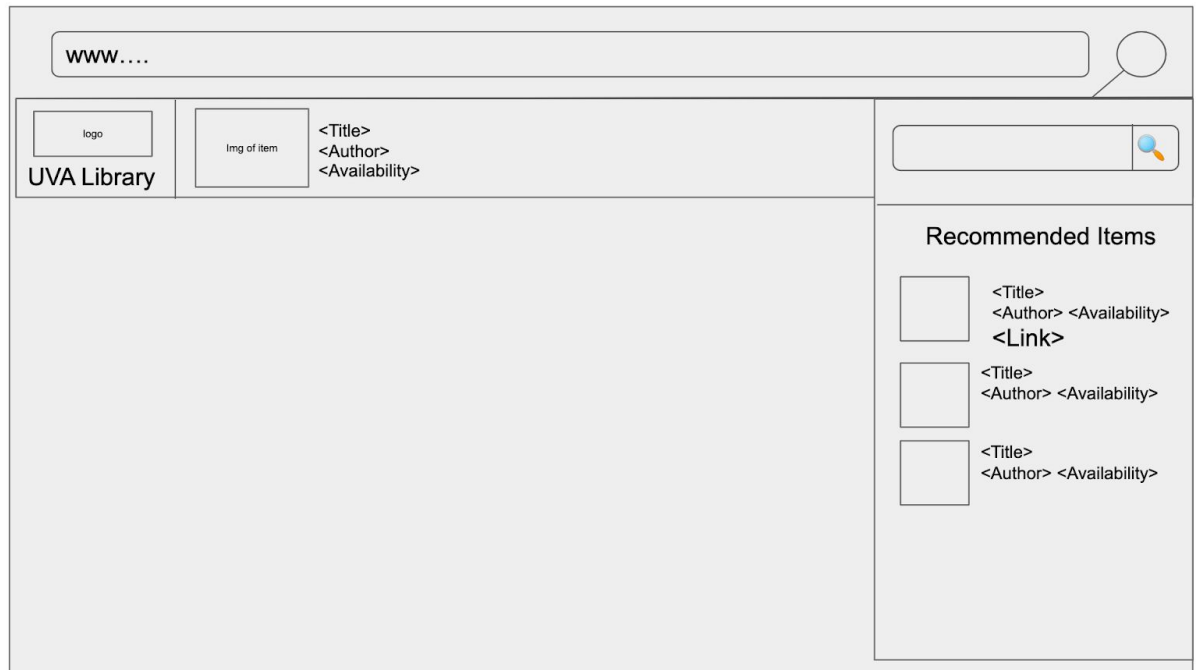 www....
logo
UVA Library
Img of item
<Title>
<Author>
<Availability>
Recommended Items
<Title>
<Author> <Availability>
<Link>
<Title>
<Author> <Availability>
<Title>
<Author> <Availability>